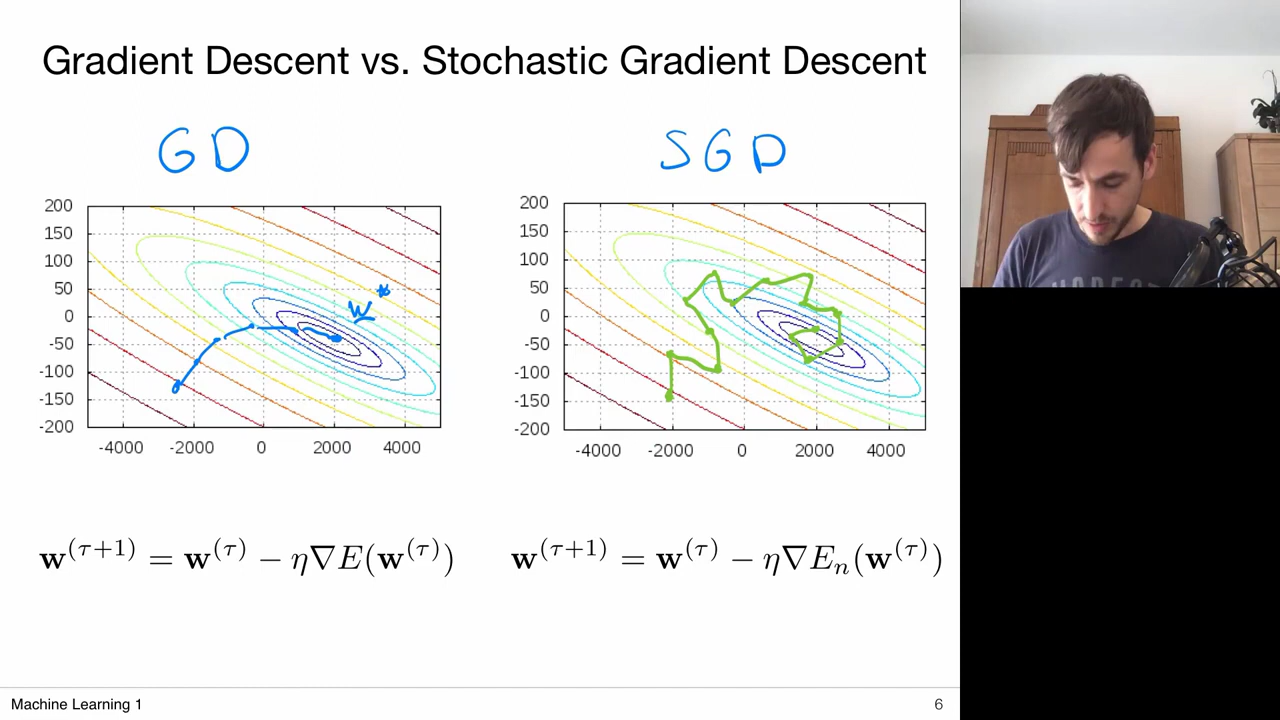 Gradient Descent vs. Stochastic Gradient Descent
GD
SGD
200
150
100
50
0
-50
-100
-150
-200
-4000 -2000 0 2000 4000
w*
200
150
100
50
0
-50
-100
-150
-200
-4000 -2000 0 2000 4000
w^(τ+1) = w^(τ) − η∇E(w^(τ))
w^(τ+1) = w^(τ) − η∇E_n(w^(τ))
Machine Learning 1
6